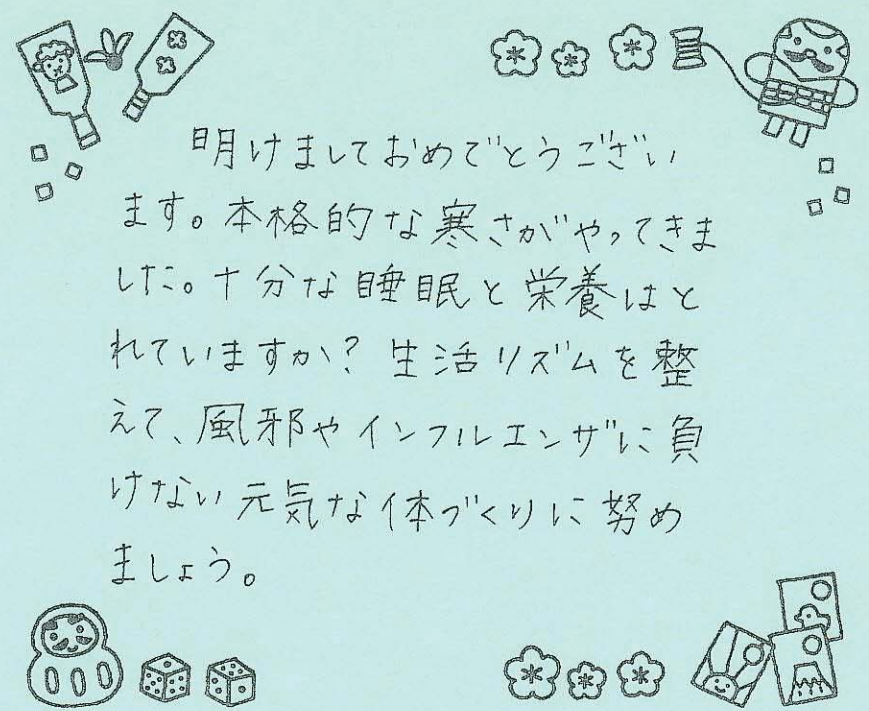 明けましておめでとうござい
ます。本格的な寒さがやってきま
した。十分な睡眠と栄養はと
れていますか？生活リズムを整
えて、風邪やインフルエンザに負
けない元気な体づくりに努め
ましょう。